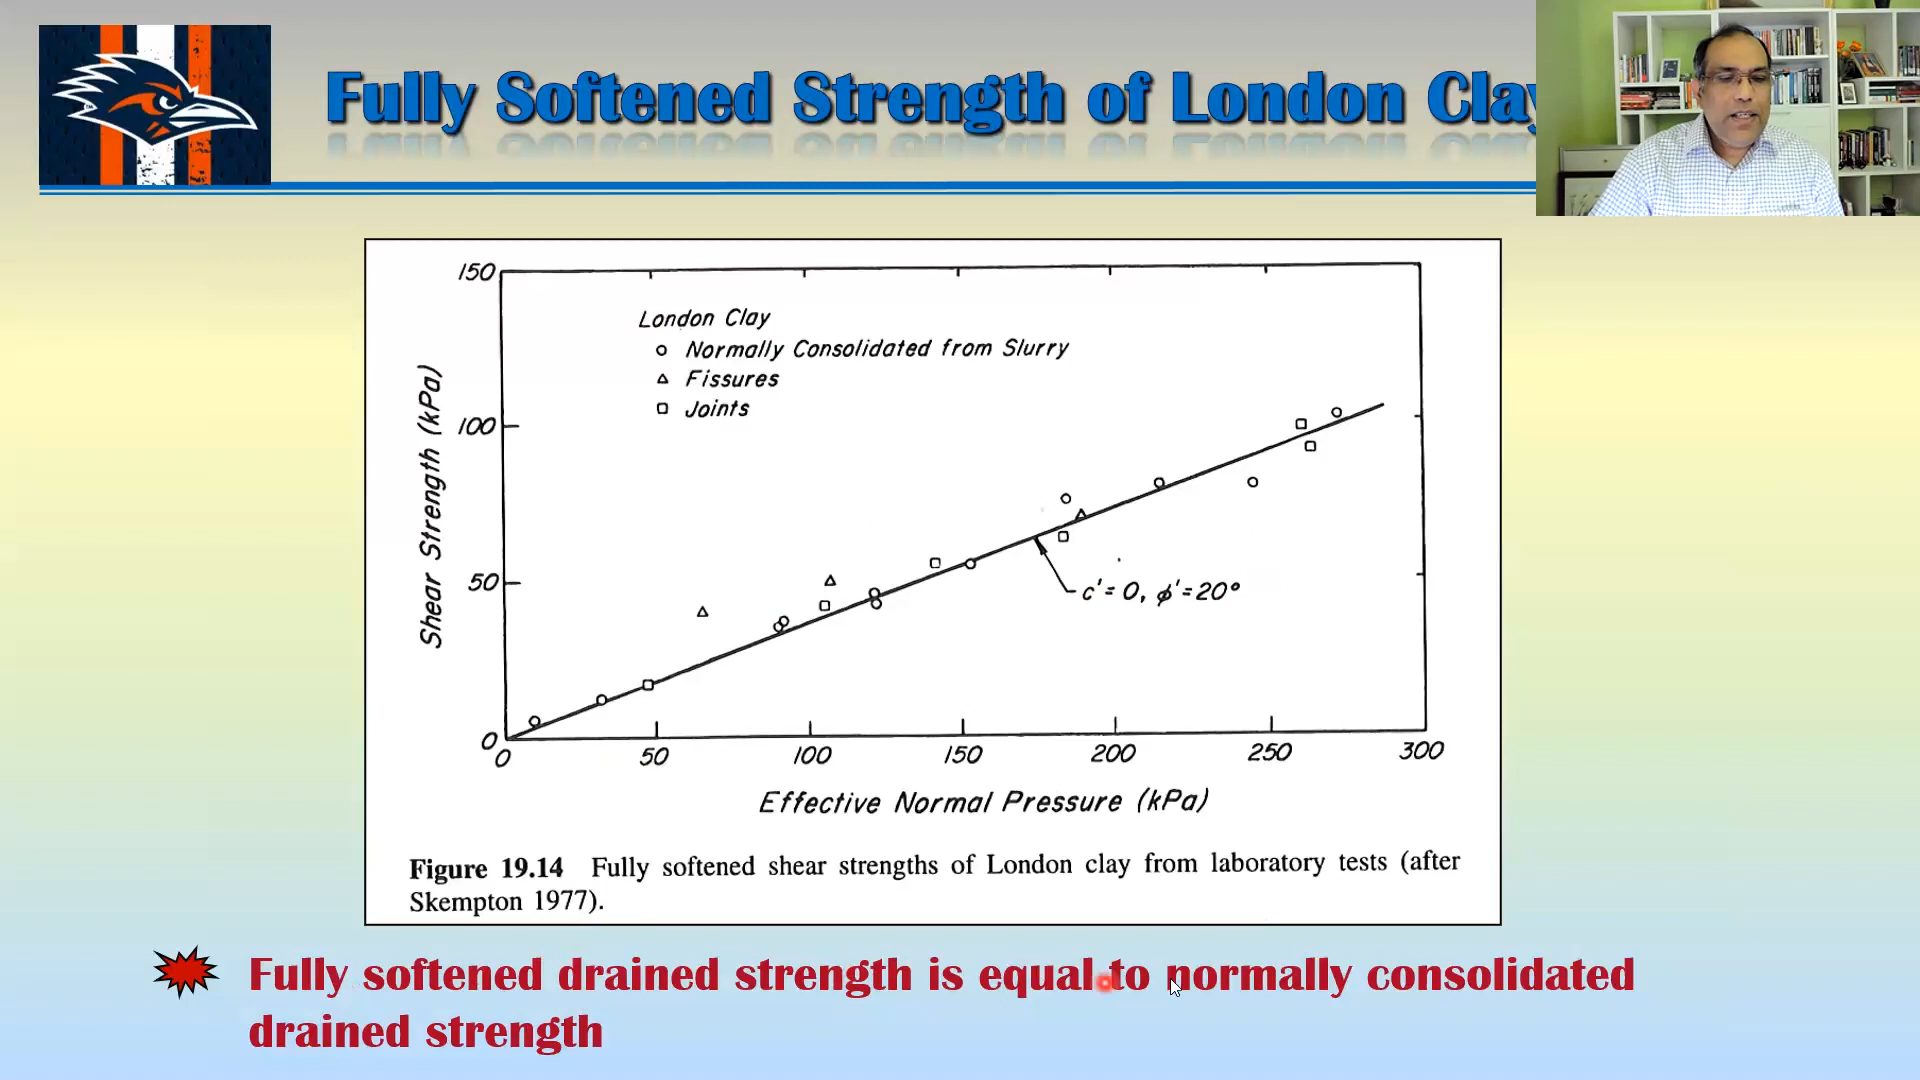 Fully Softened Strength of London Clay
150
London Clay
Normally Consolidated from Slurry
Fissures
Joints
100
50
0
Shear Strength (kPa)
c'= 0, ϕ'= 20°
0 50 100 150 200 250 300
Effective Normal Pressure (kPa)
Figure 19.14 Fully softened shear strengths of London clay from laboratory tests (after
Skempton 1977).
Fully softened drained strength is equal to normally consolidated
drained strength